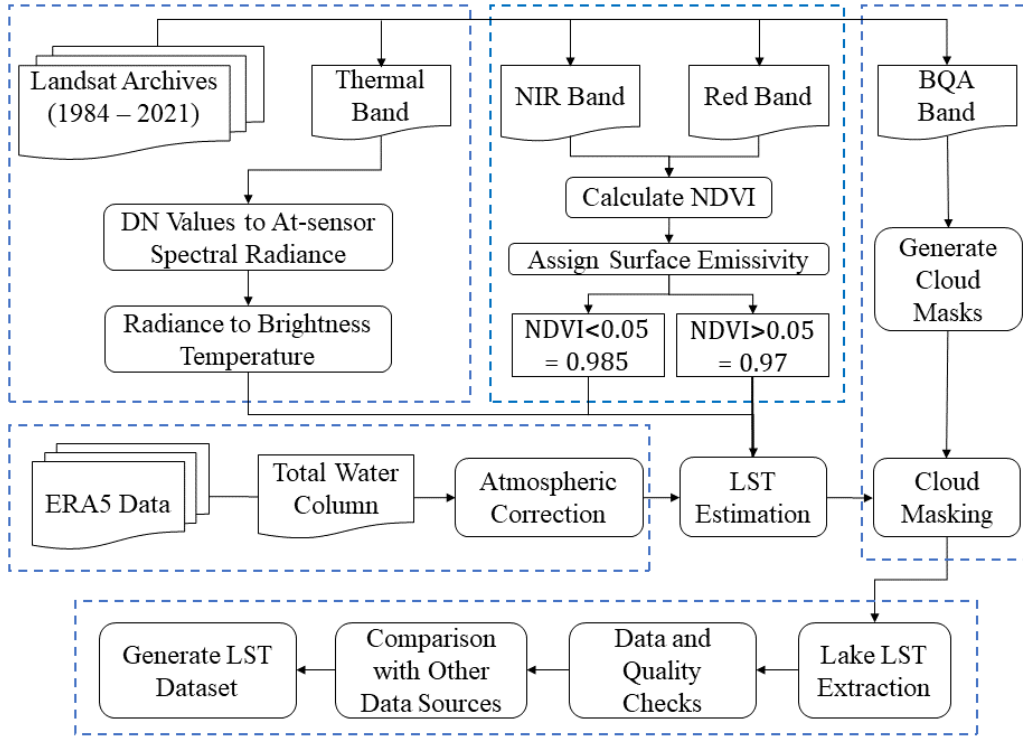 Landsat Archives
(1984 – 2021)
Thermal
Band
NIR Band
Red Band
BQA
Band
DN Values to At-sensor
Spectral Radiance
Calculate NDVI
Assign Surface Emissivity
Generate
Cloud
Masks
Radiance to Brightness
Temperature
NDVI<0.05
= 0.985
NDVI>0.05
= 0.97
ERA5 Data
Total Water
Column
Atmospheric
Correction
LST
Estimation
Cloud
Masking
Generate LST
Dataset
Comparison
with Other
Data Sources
Data and
Quality
Checks
Lake LST
Extraction